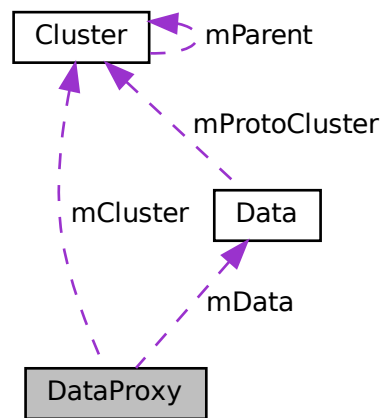 Cluster
mParent
mProtoCluster
mCluster
Data
mData
DataProxy